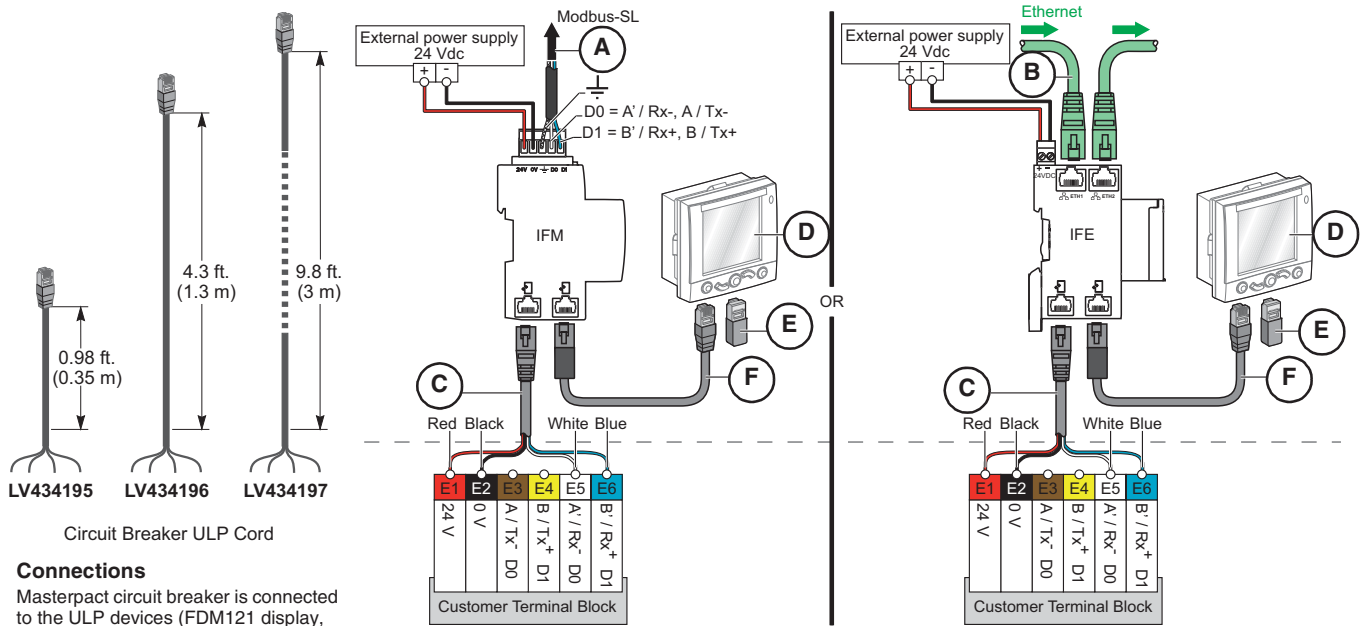 0.98 ft.
(0.35 m)
4.3 ft.
(1.3 m)
9.8 ft.
(3 m)
LV434195
LV434196
LV434197
Circuit Breaker ULP Cord
Connections
Masterpact circuit breaker is connected
to the ULP devices (FDM121 display,
Modbus-SL
External power supply
24 Vdc
+ -
A
D0 = A' / Rx-, A / Tx-
D1 = B' / Rx+, B / Tx+
24V 0V D0 D1
IFM
D
E
C
F
Red Black White Blue
E1 E2 E3 E4 E5 E6
24 V
0 V
A / Tx- D0
B / Tx+ D1
A' / Rx- D0
B' / Rx+ D1
Customer Terminal Block
OR
Ethernet
External power supply
24 Vdc
+ -
B
+ -
24VDC
ETH1 ETH2
IFE
D
E
C
F
Red Black White Blue
E1 E2 E3 E4 E5 E6
24 V
0 V
A / Tx- D0
B / Tx+ D1
A' / Rx- D0
B' / Rx+ D1
Customer Terminal Block